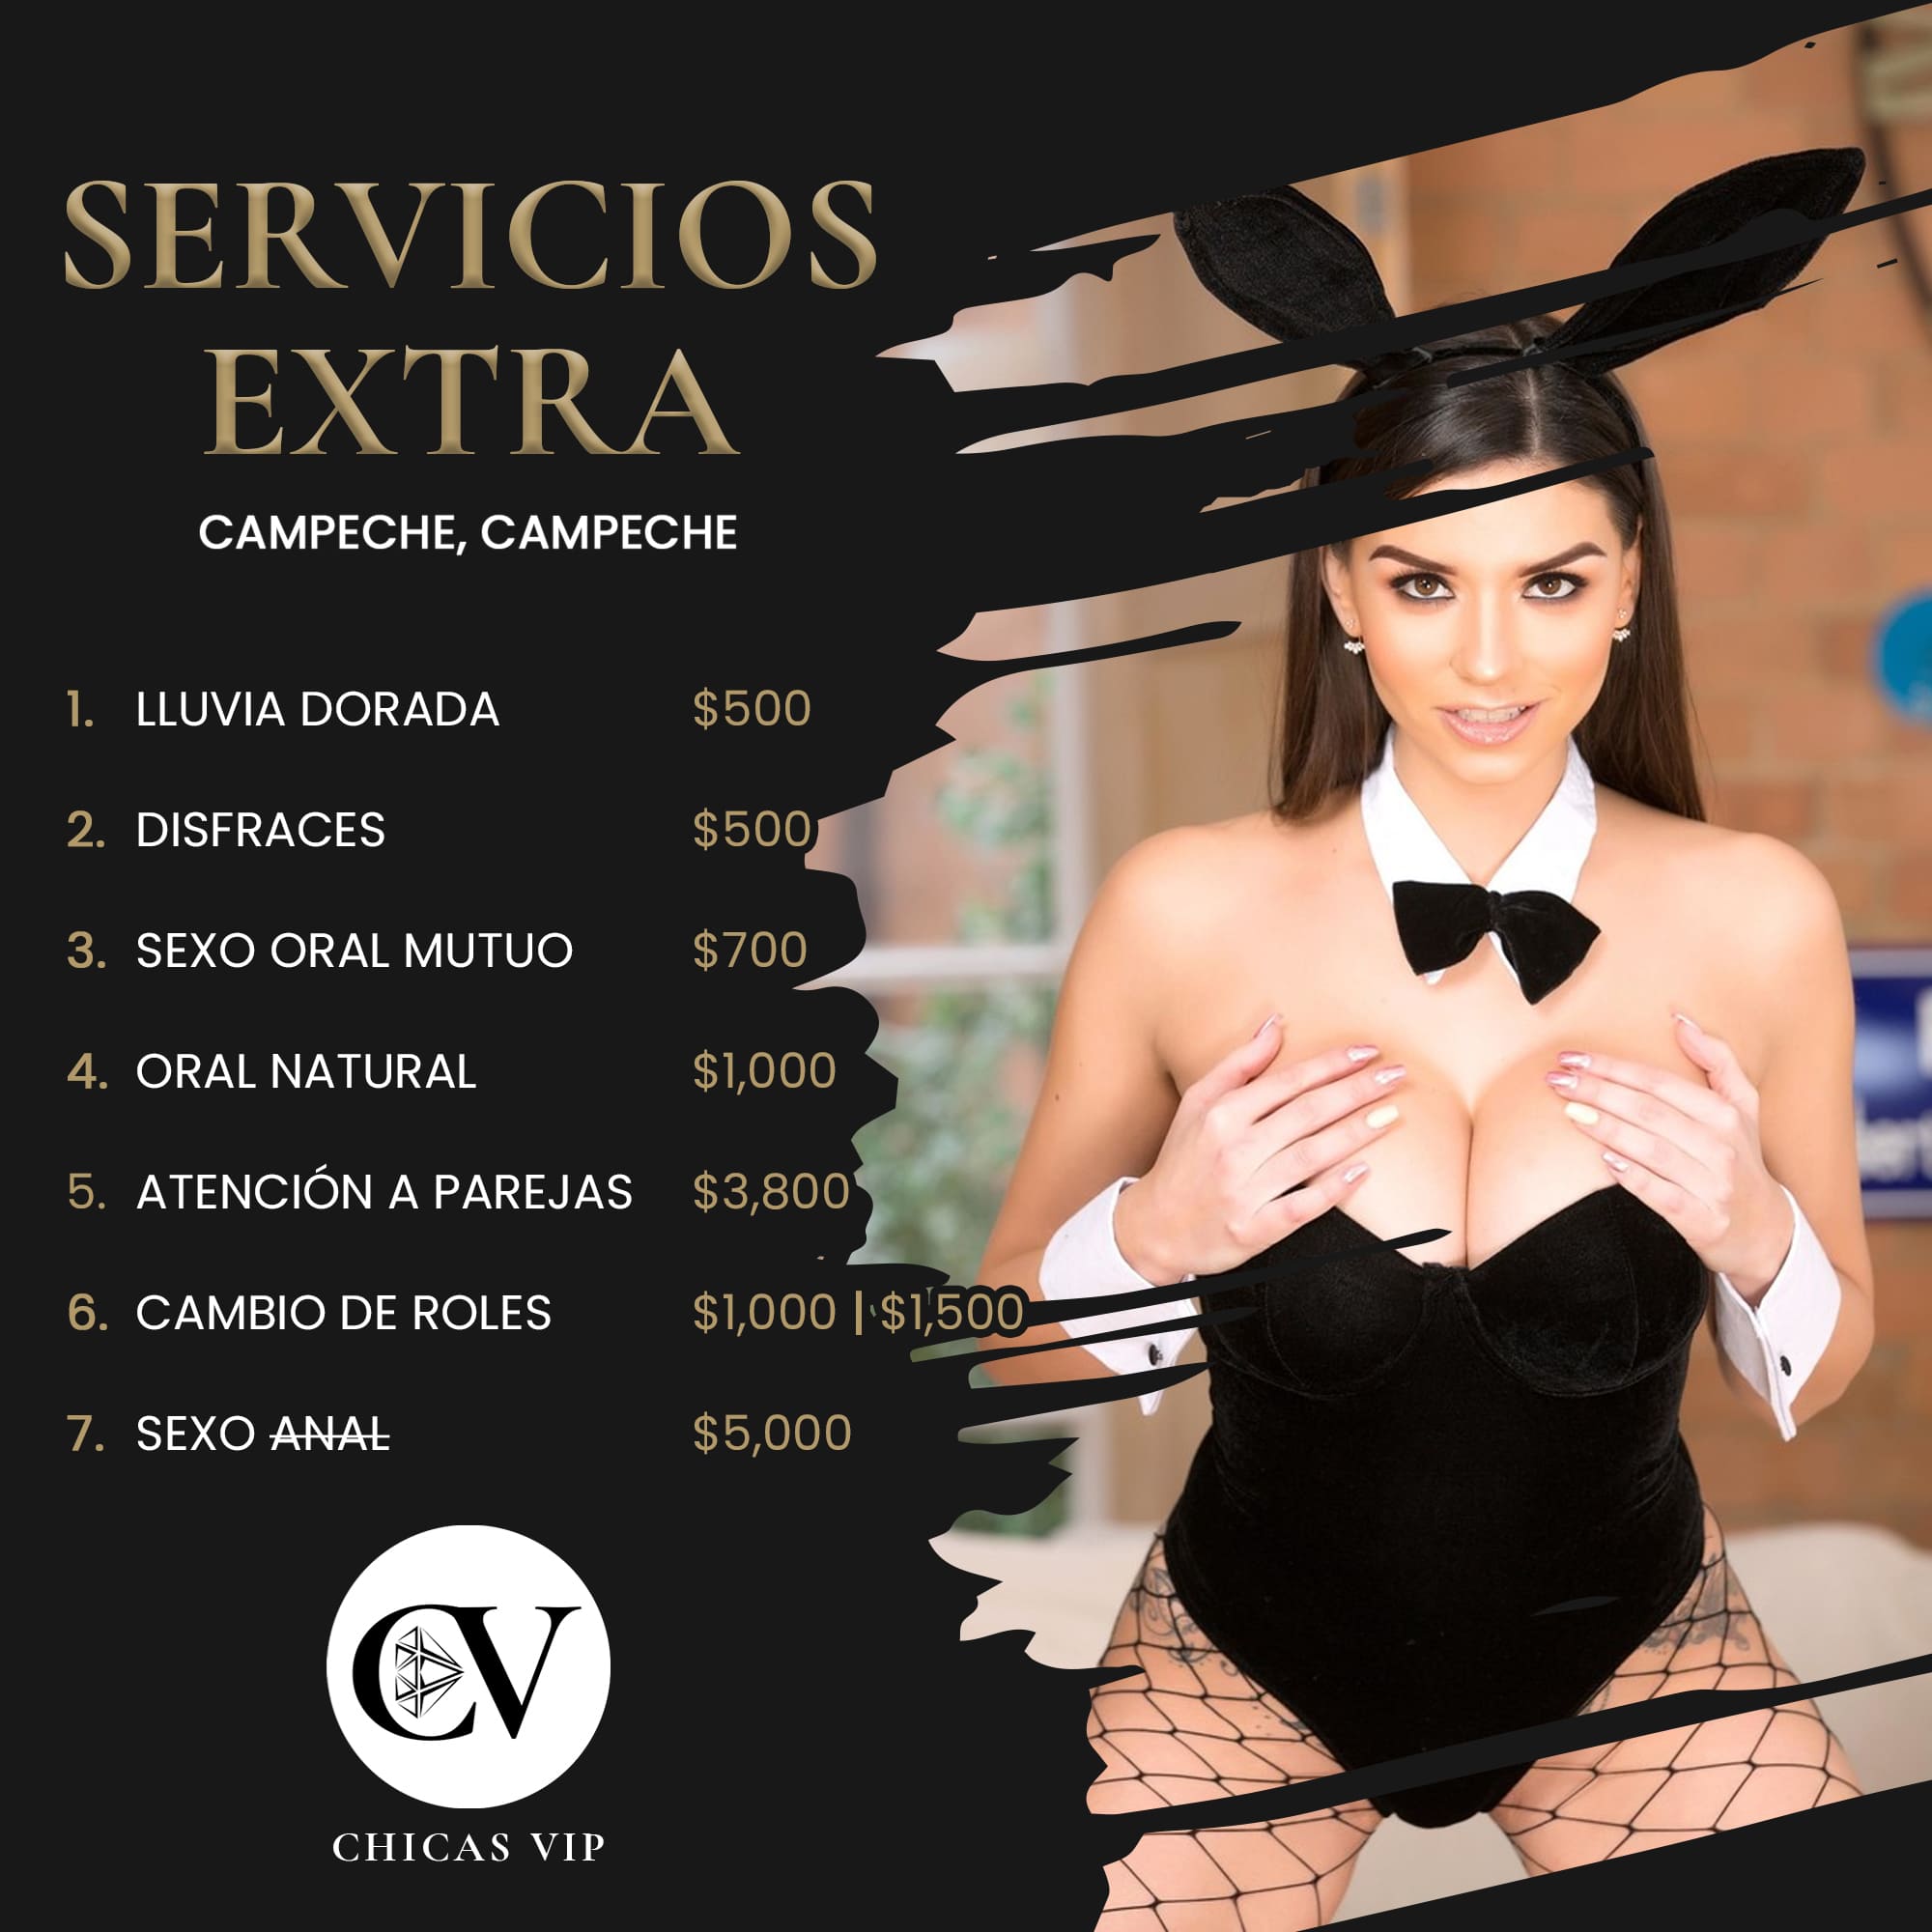 SERVICIOS
EXTRA
CAMPECHE, CAMPECHE
1. LLUVIA DORADA $500
2. DISFRACES $500
3. SEXO ORAL MUTUO $700
4. ORAL NATURAL $1,000
5. ATENCIÓN A PAREJAS $3,800
6. CAMBIO DE ROLES $1,000 | $1,500
7. SEXO ANAL $5,000
CV
CHICAS VIP